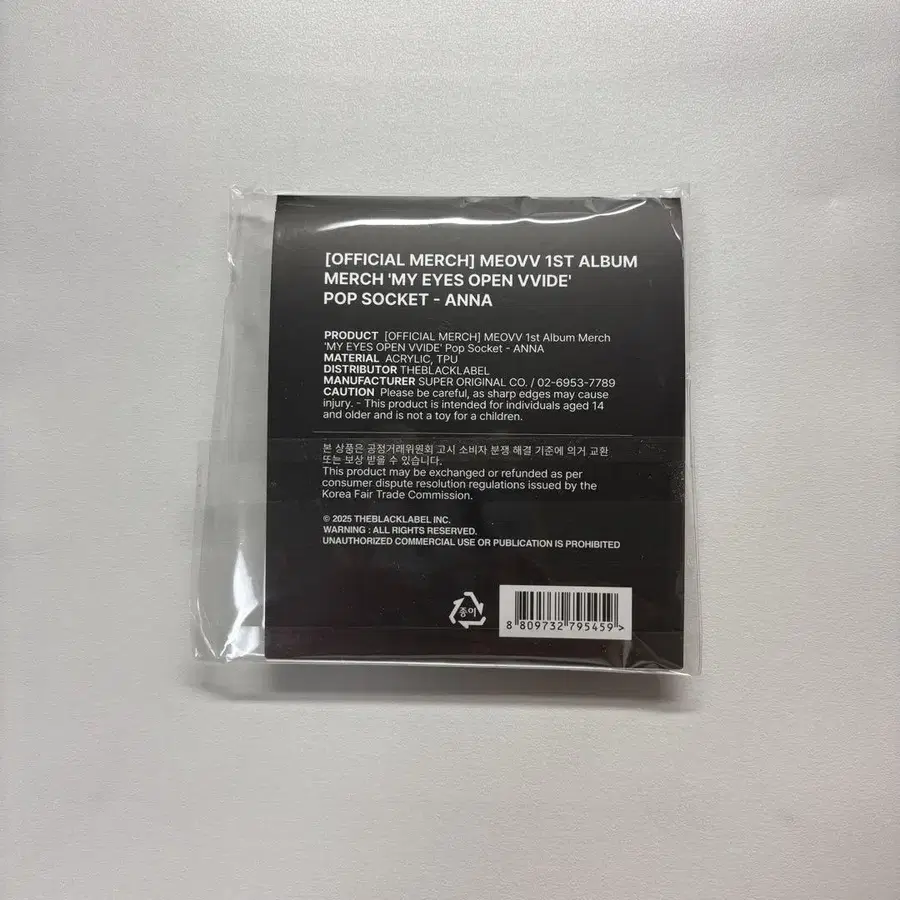 [OFFICIAL MERCH] MEOVV 1ST ALBUM
MERCH 'MY EYES OPEN VVIDE'
POP SOCKET - ANNA
PRODUCT [OFFICIAL MERCH] MEOVV 1st Album Merch
'MY EYES OPEN VVIDE' Pop Socket - ANNA
MATERIAL ACRYLIC, TPU
DISTRIBUTOR THEBLACKLABEL
MANUFACTURER SUPER ORIGINAL CO. / 02-6953-7789
CAUTION Please be careful, as sharp edges may cause
injury. - This product is intended for individuals aged 14
and older and is not a toy for a children.
본 상품은 공정거래위원회 고시 소비자 분쟁 해결 기준에 의거 교환
또는 보상 받을 수 있습니다.
This product may be exchanged or refunded as per
consumer dispute resolution regulations issued by the
Korea Fair Trade Commission.
© 2025 THEBLACKLABEL INC.
WARNING : ALL RIGHTS RESERVED.
UNAUTHORIZED COMMERCIAL USE OR PUBLICATION IS PROHIBITED
종이
8 809732 795459 >